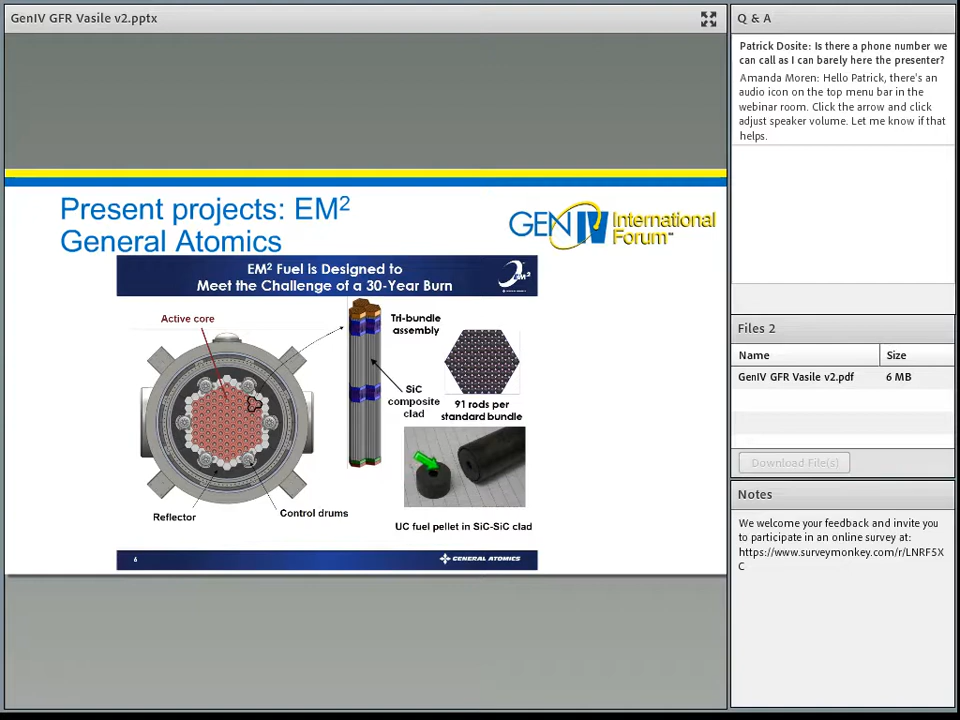 GenIV GFR Vasile v2.pptx
Present projects: EM²
General Atomics
GEN IV International
Forum™
EM² Fuel is Designed to
Meet the Challenge of a 30-Year Burn
EM²
Active core
Tri-bundle
assembly
SiC
composite
clad
91 rods per
standard bundle
Reflector
Control drums
UC fuel pellet in SiC-SiC clad
6
GENERAL ATOMICS
Q & A
Patrick Dosite: Is there a phone number we
can call as I can barely here the presenter?
Amanda Moren: Hello Patrick, there's an
audio icon on the top menu bar in the
webinar room. Click the arrow and click
adjust speaker volume. Let me know if that
helps.
Files 2
Name Size
GenIV GFR Vasile v2.pdf 6 MB
Download File(s)
Notes
We welcome your feedback and invite you
to participate in an online survey at:
https://www.surveymonkey.com/r/LNRF5X
C